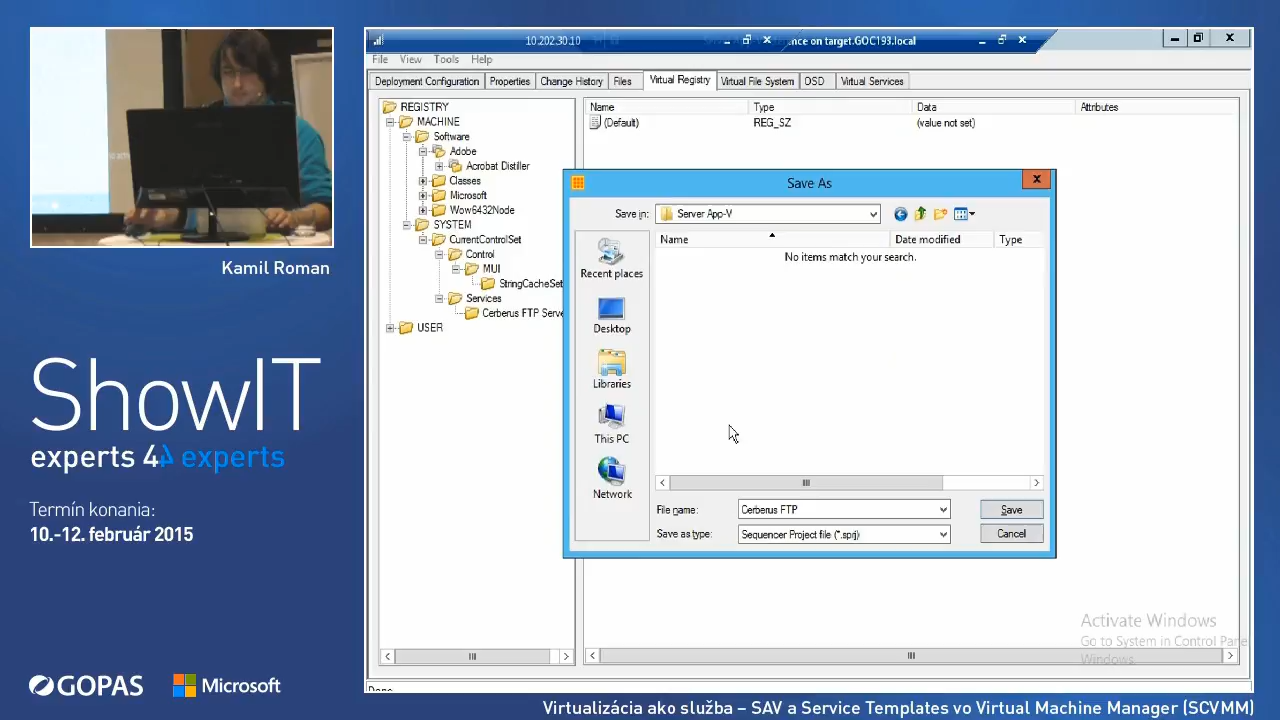 Kamil Roman
ShowIT
experts 4 experts
Termín konania:
10.-12. február 2015
GOPAS
Microsoft
10.202.30.10
nce on target.GOC193.local
File View Tools Help
Deployment Configuration Properties Change History Files Virtual Registry Virtual File System OSD Virtual Services
REGISTRY
MACHINE
Software
Adobe
Acrobat Distiller
Classes
Microsoft
Wow6432Node
SYSTEM
CurrentControlSet
Control
MUI
StringCacheSet
Services
Cerberus FTP Serve
USER
Name Type Data Attributes
(Default) REG_SZ (value not set)
Save As
Save in: Server App-V
Name Date modified Type
No items match your search.
Recent places
Desktop
Libraries
This PC
Network
File name: Cerberus FTP Save
Save as type: Sequencer Project file (*.sprj) Cancel
Activate Windows
Go to System in Control Pane
Windows.
Done
Virtualizácia ako služba – SAV a Service Templates vo Virtual Machine Manager (SCVMM)